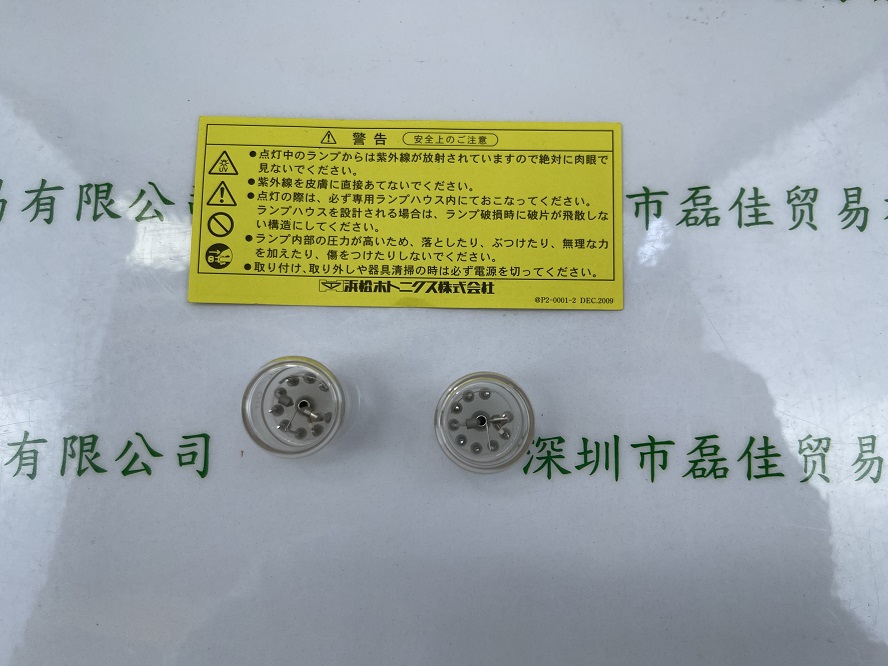 警告 安全上のご注意
●点灯中のランプからは紫外線が放射されていますので絶対に肉眼で
見ないでください。
●紫外線を皮膚に直接あてないでください。
●点灯の際は、必ず専用ランプハウス内にておこなってください。
ランプハウスを設計される場合は、ランプ破損時に破片が飛散しな
い構造にしてください。
●ランプ内部の圧力が高いため、落としたり、ぶつけたり、無理な力
を加えたり、傷をつけたりしないでください。
●取り付け、取り外しや器具清掃の時は必ず電源を切ってください。
UV
浜松ホトニクス株式会社
@P2-0001-2 DEC.2009
易有限公司
市磊佳贸易
有限公司
深圳市磊佳贸易